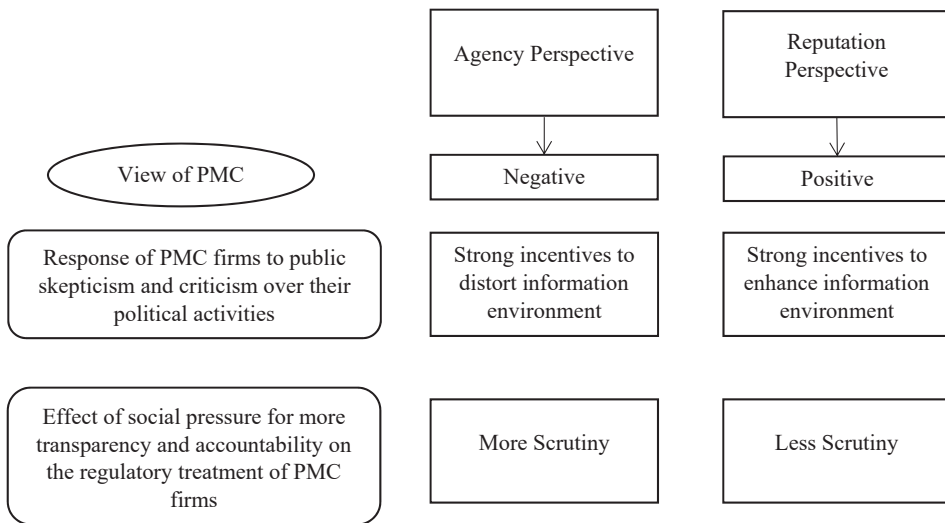 Agency Perspective
Reputation
Perspective
View of PMC
Negative
Positive
Response of PMC firms to public
skepticism and criticism over their
political activities
Strong incentives to
distort information
environment
Strong incentives to
enhance information
environment
Effect of social pressure for more
transparency and accountability on
the regulatory treatment of PMC
firms
More Scrutiny
Less Scrutiny